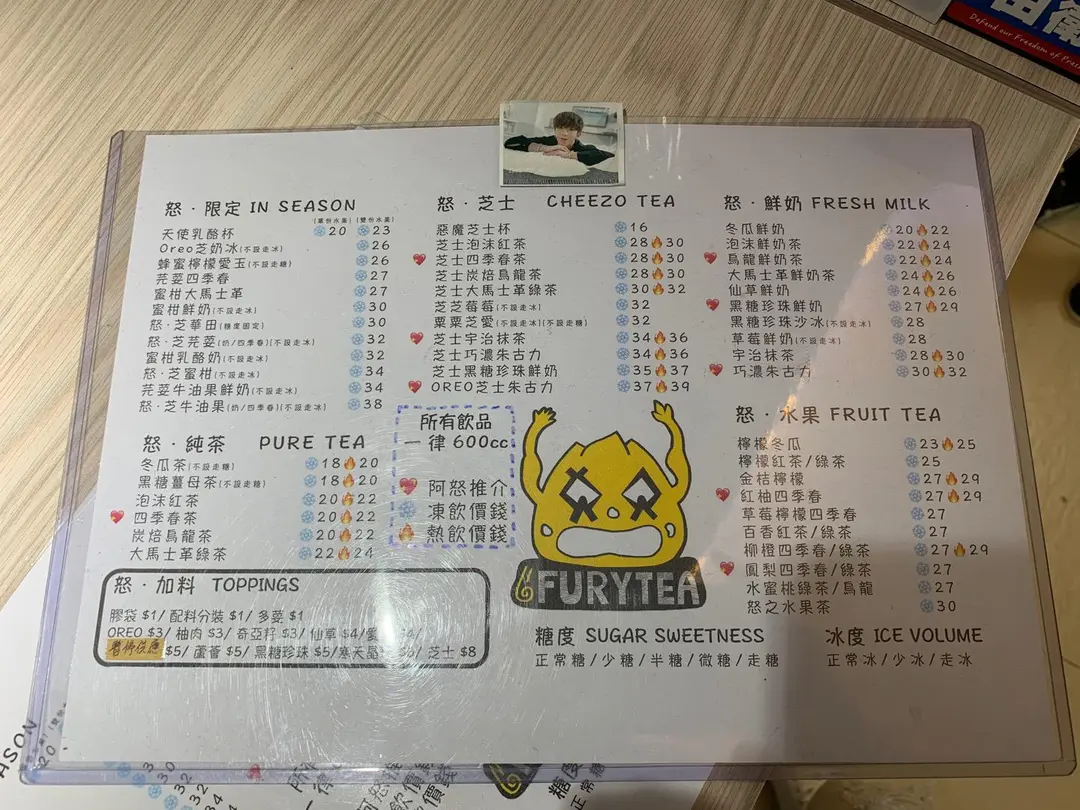 Defend our Freedom of Press
怒・限定 IN SEASON
(單份水果) (雙份水果)
天使乳酪杯 20 23
Oreo芝奶冰(不設走冰) 26
蜂蜜檸檬愛玉(不設走糖) 26
芫荽四季春 27
蜜柑大馬士革 27
蜜柑鮮奶(不設走冰) 30
怒・芝華田(糖度固定) 30
怒・芝芫荽(奶/四季春)(不設走冰) 32
蜜柑乳酪奶(不設走冰) 32
怒・芝蜜柑(不設走冰) 34
芫荽牛油果鮮奶(不設走冰) 34
怒・芝牛油果(奶/四季春)(不設走冰) 38
怒・純茶 PURE TEA
冬瓜茶(不設走糖) 18🔥20
黑糖薑母茶(不設走糖) 18🔥20
泡沫紅茶 20🔥22
四季春茶 20🔥22
炭焙烏龍茶 20🔥22
大馬士革綠茶 22🔥24
怒・加料 TOPPINGS
膠袋 $1/ 配料分裝 $1/ 多荽 $1
OREO $3/ 柚肉 $3/ 奇亞籽 $3/ 仙草 $4/愛
暫停供應 $5/ 蘆薈 $5/ 黑糖珍珠 $5/寒天晶 芝士 $8
怒・芝士 CHEEZO TEA
惡魔芝士杯 16
芝士泡沫紅茶 28🔥30
芝士四季春茶 28🔥30
芝士炭焙烏龍茶 28🔥30
芝士大馬士革綠茶 30🔥32
芝芝莓莓(不設走冰) 32
粟粟芝愛(不設走冰)(不設走糖) 32
芝士宇治抹茶 34🔥36
芝士巧濃朱古力 34🔥36
芝士黑糖珍珠鮮奶 35🔥37
OREO芝士朱古力 37🔥39
所有飲品
一律600cc
阿怒推介
凍飲價錢
熱飲價錢
FURYTEA
怒・鮮奶 FRESH MILK
冬瓜鮮奶 20🔥22
泡沫鮮奶茶 22🔥24
烏龍鮮奶茶 22🔥24
大馬士革鮮奶茶 24🔥26
仙草鮮奶 24🔥26
黑糖珍珠鮮奶 27🔥29
黑糖珍珠沙冰(不設走冰) 28
草莓鮮奶(不設走冰) 28
宇治抹茶 28🔥30
巧濃朱古力 30🔥32
怒・水果 FRUIT TEA
檸檬冬瓜 23🔥25
檸檬紅茶/綠茶 25
金桔檸檬 27🔥29
紅柚四季春 27🔥29
草莓檸檬四季春 27
百香紅茶/綠茶 27
柳橙四季春/綠茶 27🔥29
鳳梨四季春/綠茶 27
水蜜桃綠茶/烏龍 27
怒之水果茶 30
糖度 SUGAR SWEETNESS
正常糖/少糖/半糖/微糖/走糖
冰度 ICE VOLUME
正常冰/少冰/走冰